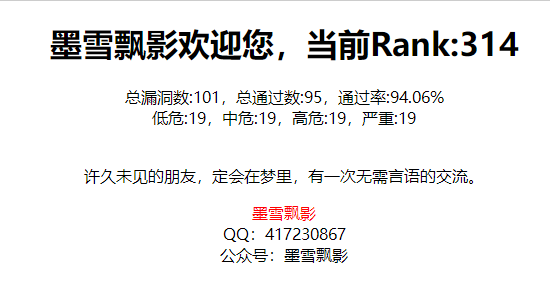 墨雪飘影欢迎您，当前Rank:314
总漏洞数:101，总通过数:95，通过率:94.06%
低危:19，中危:19，高危:19，严重:19
许久未见的朋友，定会在梦里，有一次无需言语的交流。
墨雪飘影
QQ：417230867
公众号：墨雪飘影